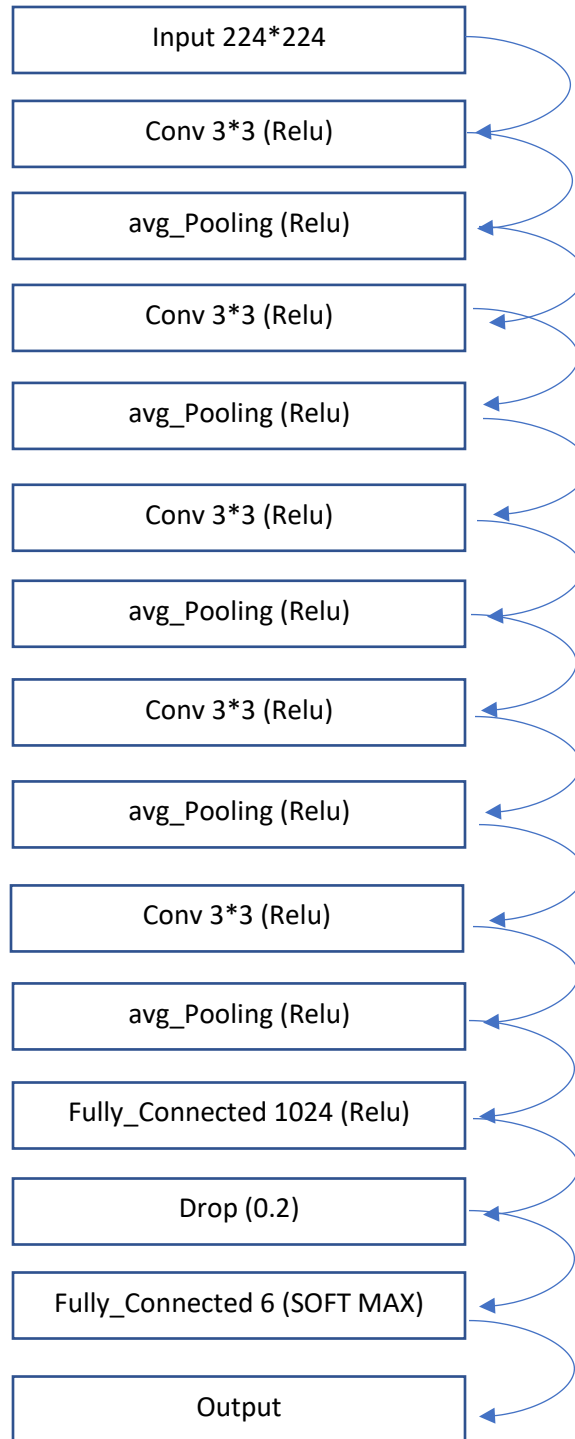 Input 224*224
Conv 3*3 (Relu)
avg_Pooling (Relu)
Conv 3*3 (Relu)
avg_Pooling (Relu)
Conv 3*3 (Relu)
avg_Pooling (Relu)
Conv 3*3 (Relu)
avg_Pooling (Relu)
Conv 3*3 (Relu)
avg_Pooling (Relu)
Fully_Connected 1024 (Relu)
Drop (0.2)
Fully_Connected 6 (SOFT MAX)
Output